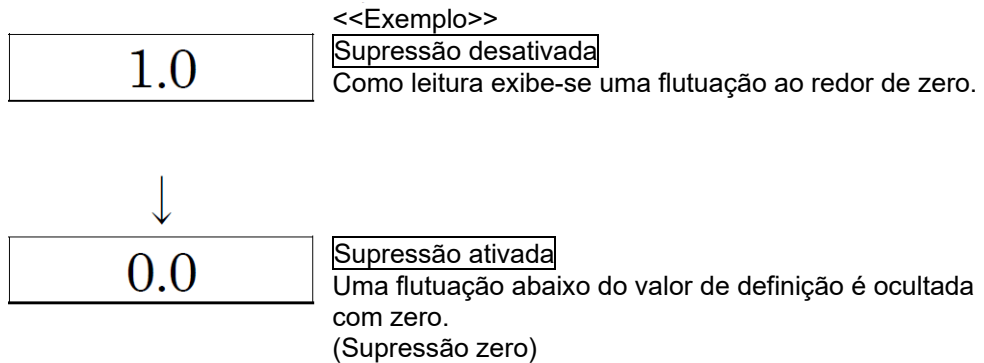 <<Exemplo>>
1.0
Supressão desativada
Como leitura exibe-se uma flutuação ao redor de zero.
↓
0.0
Supressão ativada
Uma flutuação abaixo do valor de definição é ocultada
com zero.
(Supressão zero)